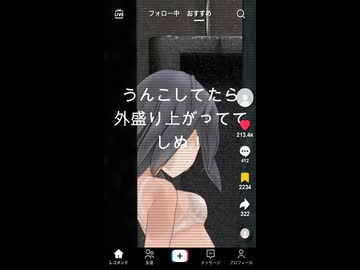 LIVE
フォロー中 おすすめ
うんこしてたら
外盛り上がってて
しぬ！
213.4K
412
2234
322
レコメンド
友達
メッセージ
プロフィール